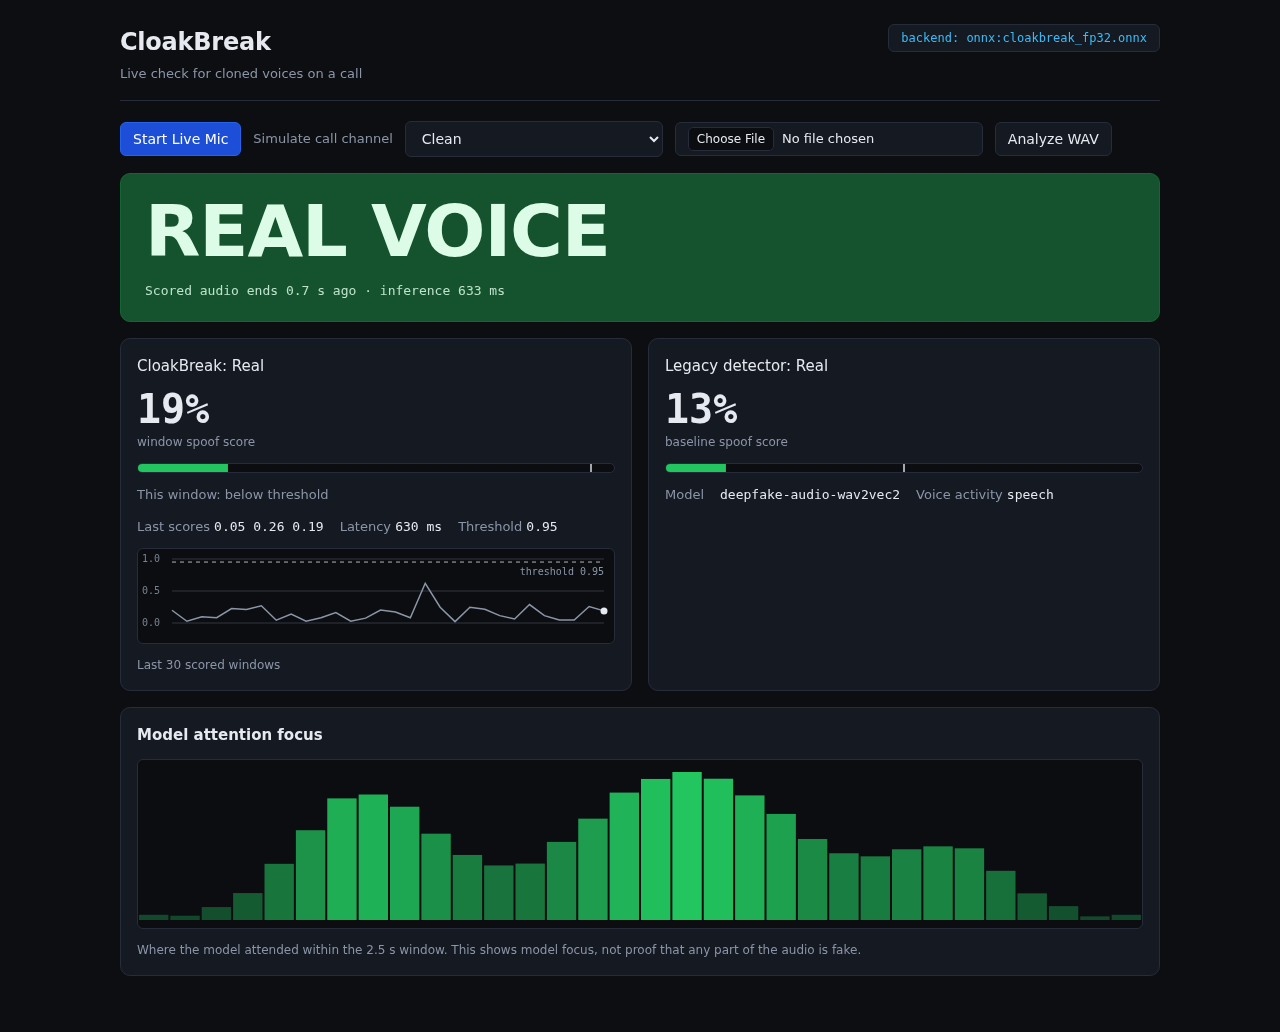 CloakBreak
backend: onnx:cloakbreak_fp32.onnx
Live check for cloned voices on a call
Start Live Mic
Simulate call channel
Clean
Choose File No file chosen
Analyze WAV
REAL VOICE
Scored audio ends 0.7 s ago · inference 633 ms
CloakBreak: Real
19%
window spoof score
This window: below threshold
Last scores 0.05 0.26 0.19 Latency 630 ms Threshold 0.95
1.0
threshold 0.95
0.5
0.0
Last 30 scored windows
Legacy detector: Real
13%
baseline spoof score
Model deepfake-audio-wav2vec2 Voice activity speech
Model attention focus
Where the model attended within the 2.5 s window. This shows model focus, not proof that any part of the audio is fake.